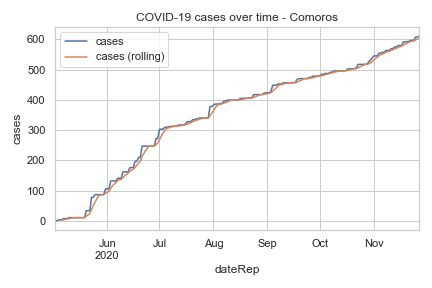 COVID-19 cases over time - Comoros
cases
cases (rolling)
600
500
400
300
200
100
0
cases
Jun
2020
Jul
Aug
Sep
Oct
Nov
dateRep